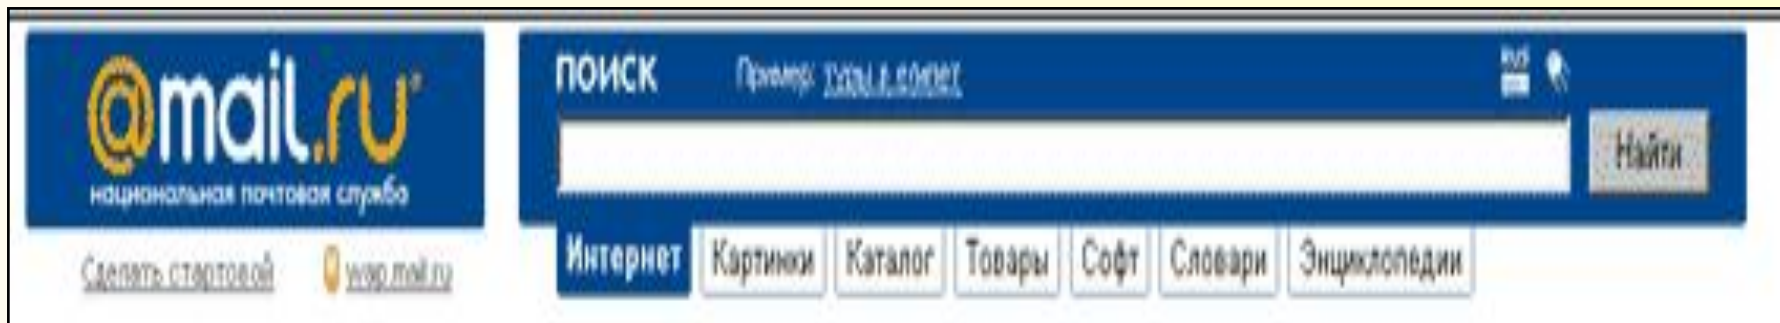 @mail.ru
национальная почтовая служба
Сделать стартовой wap.mail.ru
ПОИСК Пример: туры в египет
Найти
Интернет Картинки Каталог Товары Софт Словари Энциклопедии